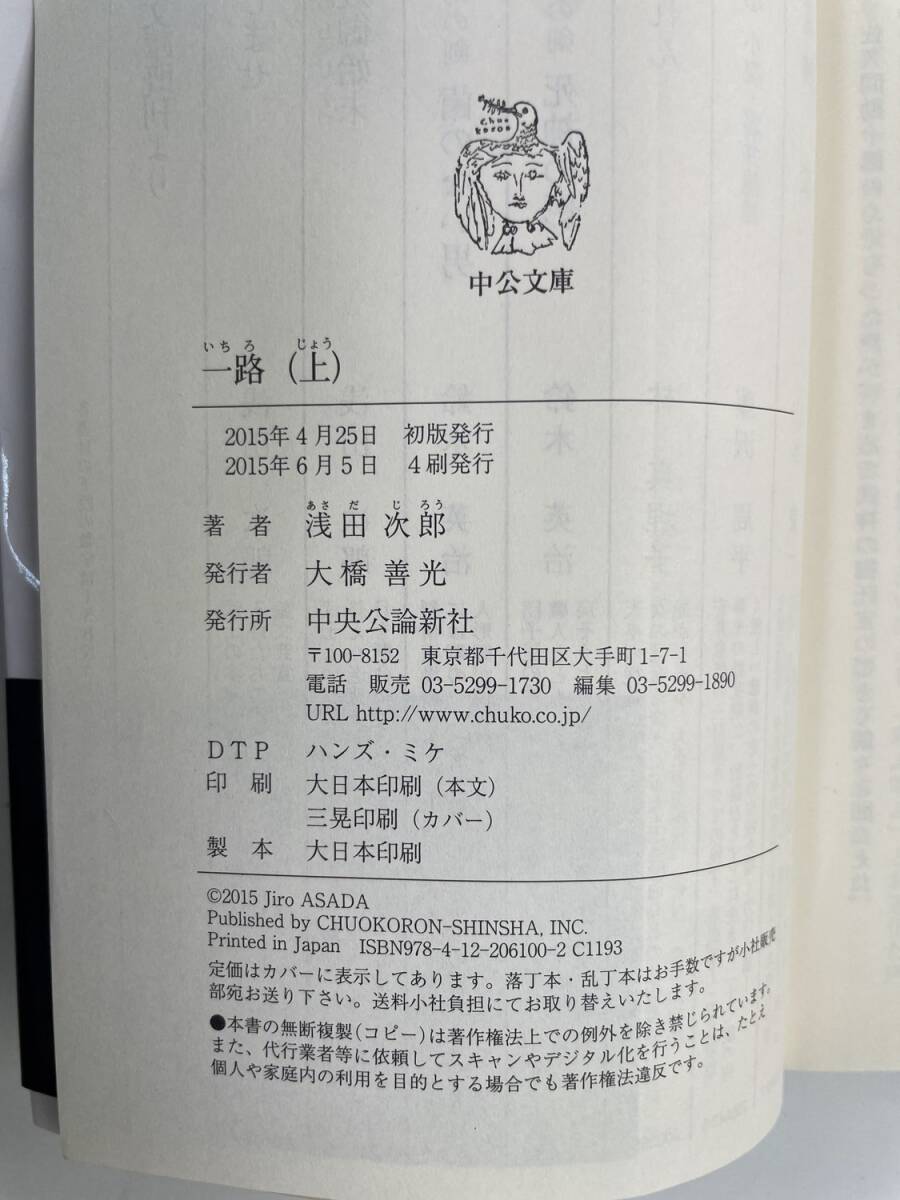 chuo
koron
中公文庫
いちろ　じょう
一路（上）
2015年4月25日　初版発行
2015年6月5日　4刷発行
あさだ　じろう
著者　浅田次郎
発行者　大橋善光
発行所　中央公論新社
〒100-8152　東京都千代田区大手町1-7-1
電話　販売 03-5299-1730　編集 03-5299-1890
URL http://www.chuko.co.jp/
DTP　ハンズ・ミケ
印刷　大日本印刷（本文）
三晃印刷（カバー）
製本　大日本印刷
©2015 Jiro ASADA
Published by CHUOKORON-SHINSHA, INC.
Printed in Japan　ISBN978-4-12-206100-2 C1193
定価はカバーに表示してあります。落丁本・乱丁本はお手数ですが小社販売
部宛お送り下さい。送料小社負担にてお取り替えいたします。
●本書の無断複製（コピー）は著作権法上での例外を除き禁じられています。
また、代行業者等に依頼してスキャンやデジタル化を行うことは、たとえ
個人や家庭内の利用を目的とする場合でも著作権法違反です。